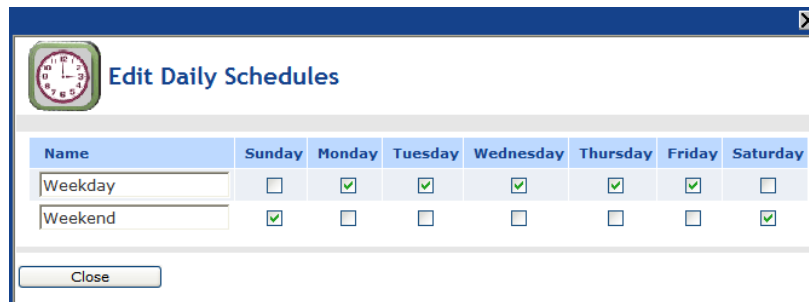 Edit Daily Schedules
Name Sunday Monday Tuesday Wednesday Thursday Friday Saturday
Weekday
Weekend
Close